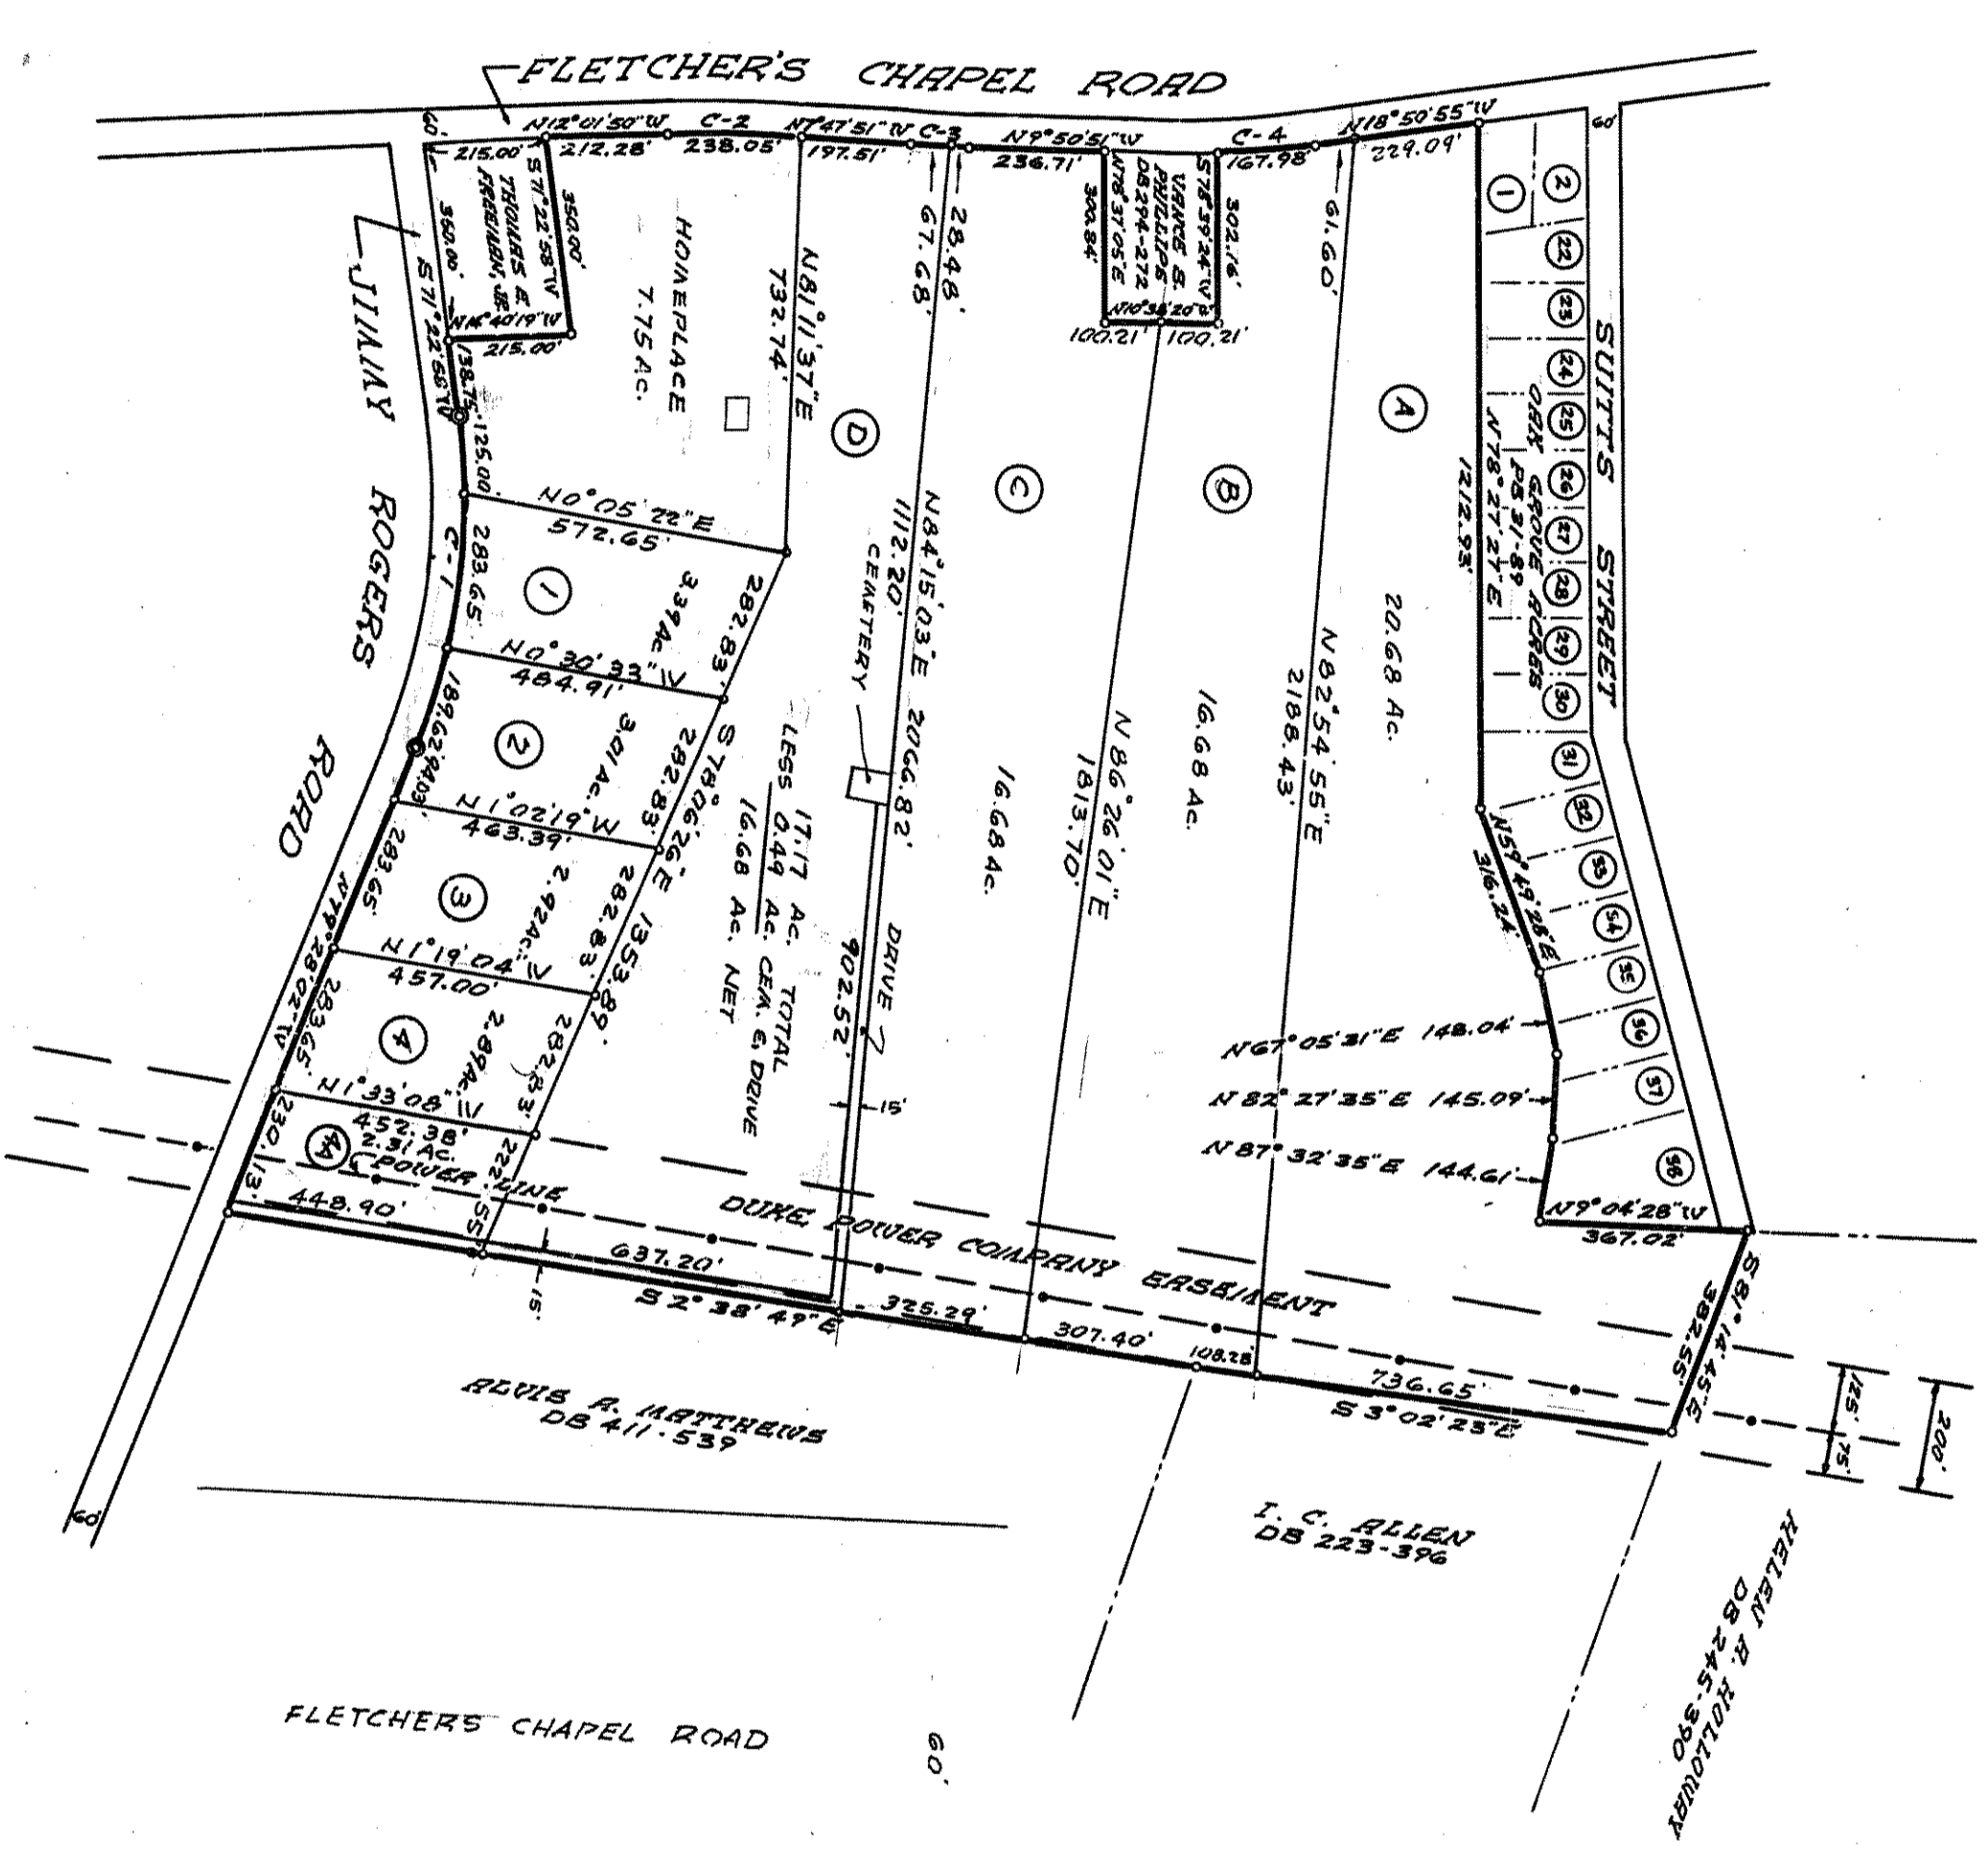 FLETCHER'S CHAPEL ROAD
60'
N12°01'50"W
212.28'
C-2
238.05'
N7°47'51"W
197.51'
C-3
N9°50'51"W
236.71'
C-4
167.98'
N18°50'55"W
229.09'
60'
215.00'
S71°22'58"W
350.00'
THOMAS E.
FREEMAN, JR.
350.00'
S71°22'58"W
N14°40'19"W
215.00'
138.75'
125.00'
JIMMY ROGERS ROAD
HOMEPLACE
7.75 AC.
N81°11'37"E
732.74'
67.68'
28.48'
300.84'
N78°37'05"E
VANCE B.
PHILLIPS
DB 294-272
S78°39'24"W
302.16'
N10°38'20"W
100.21'
100.21'
61.60'
1
2
22
23
24
25
26
27
28
29
30
31
32
33
34
35
36
37
38
SUITTS STREET
OAK GROVE ACRES
PB 31-89
N78°27'27"E
1212.93'
N59°49'28"E
316.24'
N67°05'31"E 148.04'
N82°27'35"E 145.09'
N87°32'35"E 144.61'
N9°04'28"W
367.02'
S81°14'45"E
382.55'
A
20.68 Ac.
N82°54'55"E
2188.43'
B
16.68 Ac.
N86°26'01"E
1813.70'
C
16.68 Ac.
N84°15'03"E 2066.82'
1112.20'
CEMETERY
902.52'
DRIVE
15'
D
17.17 AC. TOTAL
LESS 0.49 AC. CEM. & DRIVE
16.68 AC. NET
N0°05'22"E
572.65'
C-1
283.65'
1
3.39 Ac.
282.83'
N0°30'33"W
484.91'
189.62'
94.03'
2
3.01 Ac.
282.83'
S78°06'26"E 1353.89'
N1°02'19"W
463.39'
283.65'
3
2.92 Ac.
282.83'
N1°19'04"W
457.00'
N79°28'02"W
283.65'
4
2.89 Ac.
282.83'
N1°33'08"W
452.38'
2.31 AC.
4A
230.13'
222.55'
POWER LINE
448.90'
637.20'
15'
DUKE POWER COMPANY EASEMENT
S2°38'49"E
325.29'
307.40'
108.28'
736.65'
S3°02'23"E
125'
75'
200'
ALVIS A. MATTHEWS
DB 411-539
I. C. ALLEN
DB 223-396
HELEN R. HOLLOWAY
DB 245-390
60'
FLETCHERS CHAPEL ROAD
60'